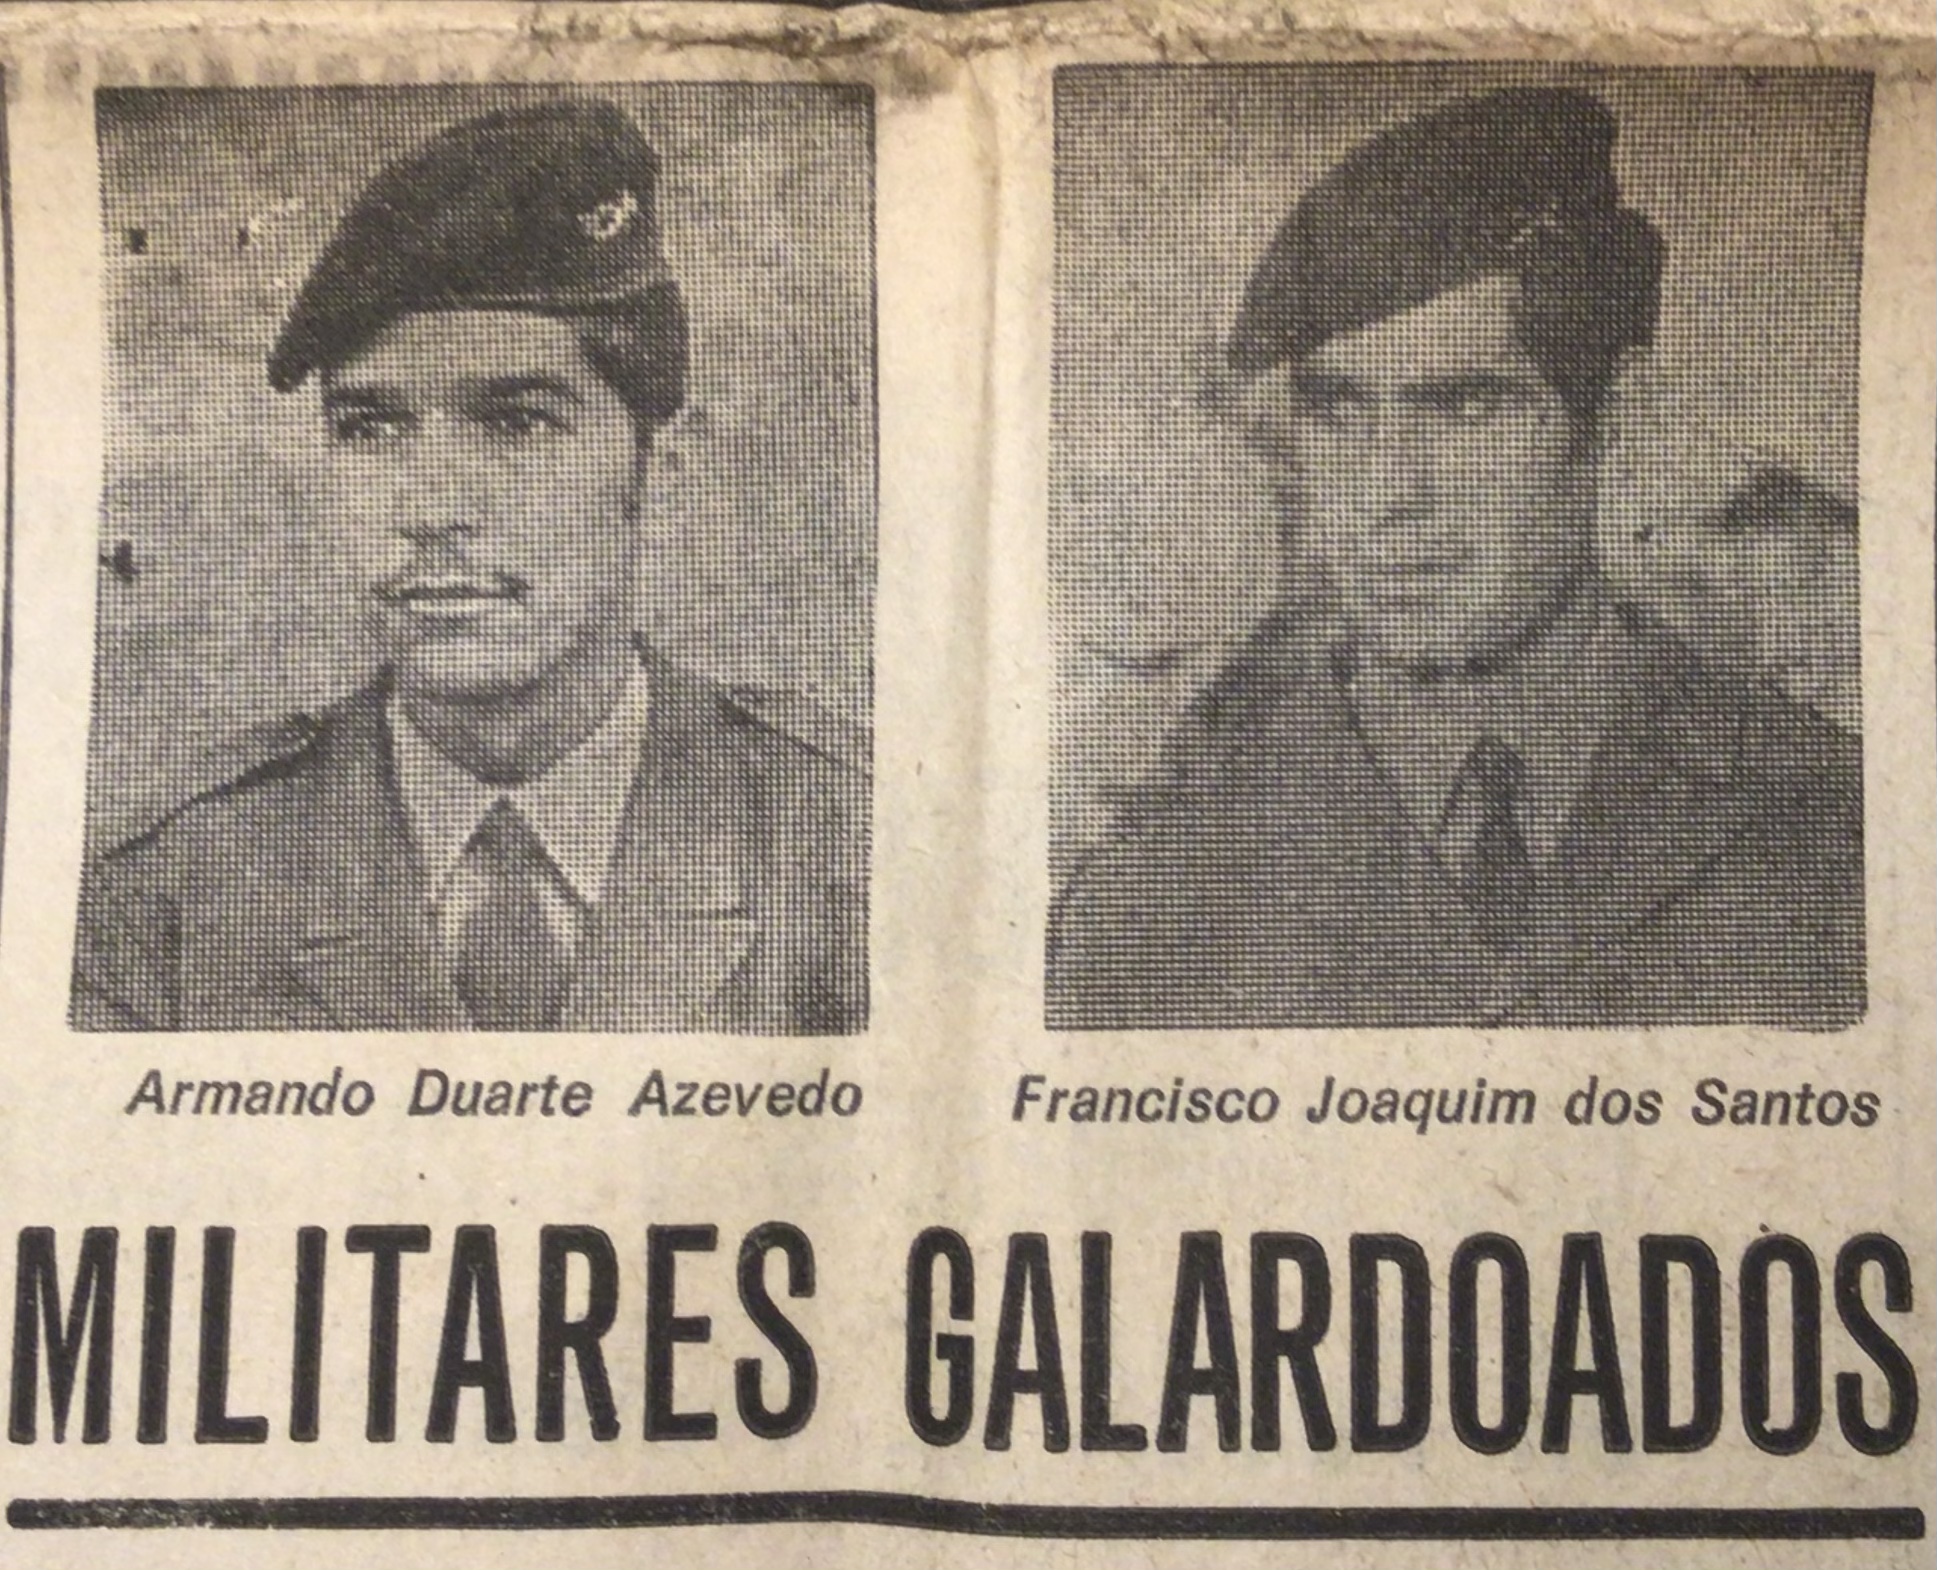 Armando Duarte Azevedo
Francisco Joaquim dos Santos
MILITARES GALARDOADOS